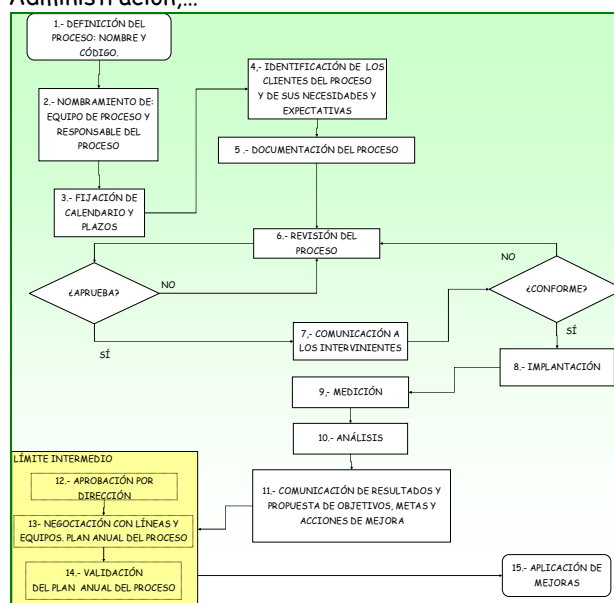 Administración,...
1.- DEFINICIÓN DEL
PROCESO: NOMBRE Y
CÓDIGO.
2.- NOMBRAMIENTO DE:
EQUIPO DE PROCESO Y
RESPONSABLE DEL
PROCESO
3.- FIJACIÓN DE
CALENDARIO Y
PLAZOS
4,- IDENTIFICACIÓN DE LOS
CLIENTES DEL PROCESO
Y DE SUS NECESIDADES Y
EXPECTATIVAS
5 .- DOCUMENTACIÓN DEL PROCESO
6.- REVISIÓN DEL
PROCESO
¿APRUEBA?
NO
SÍ
7,- COMUNICACIÓN A
LOS INTERVINIENTES
NO
¿CONFORME?
SÍ
8.- IMPLANTACIÓN
9,- MEDICIÓN
10.- ANÁLISIS
11.- COMUNICACIÓN DE RESULTADOS Y
PROPUESTA DE OBJETIVOS, METAS Y
ACCIONES DE MEJORA
LÍMITE INTERMEDIO
12,- APROBACIÓN POR
DIRECCIÓN
13- NEGOCIACIÓN CON LÍNEAS Y
EQUIPOS. PLAN ANUAL DEL PROCESO
14.- VALIDACIÓN
DEL PLAN ANUAL DEL PROCESO
15.- APLICACIÓN DE
MEJORAS